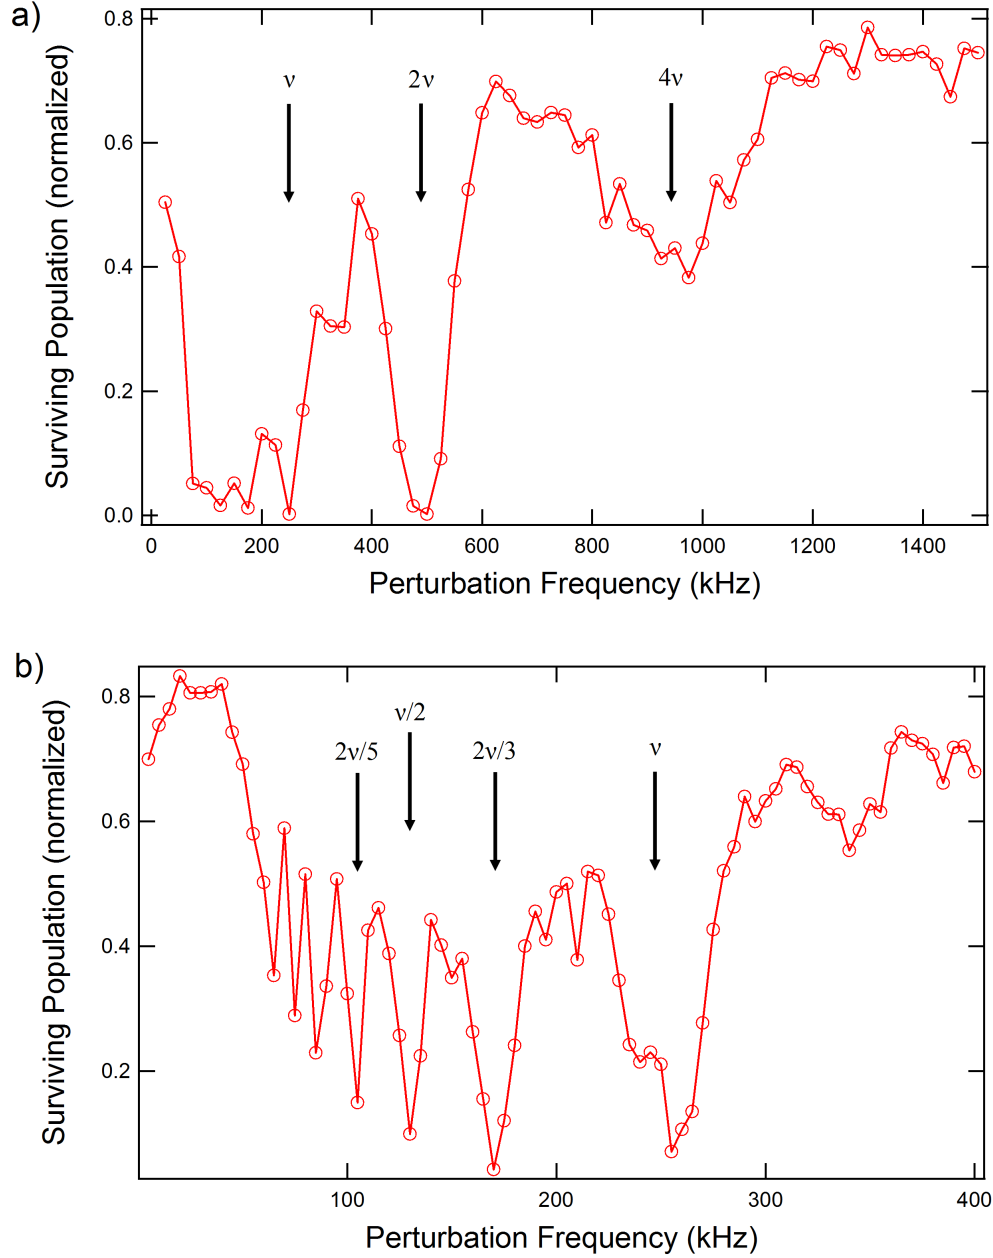 a)
0.8
0.6
0.4
0.2
0.0
Surviving Population (normalized)
ν
2ν
4ν
0 200 400 600 800 1000 1200 1400
Perturbation Frequency (kHz)
b)
0.8
0.6
0.4
0.2
Surviving Population (normalized)
2ν/5
ν/2
2ν/3
ν
100 200 300 400
Perturbation Frequency (kHz)